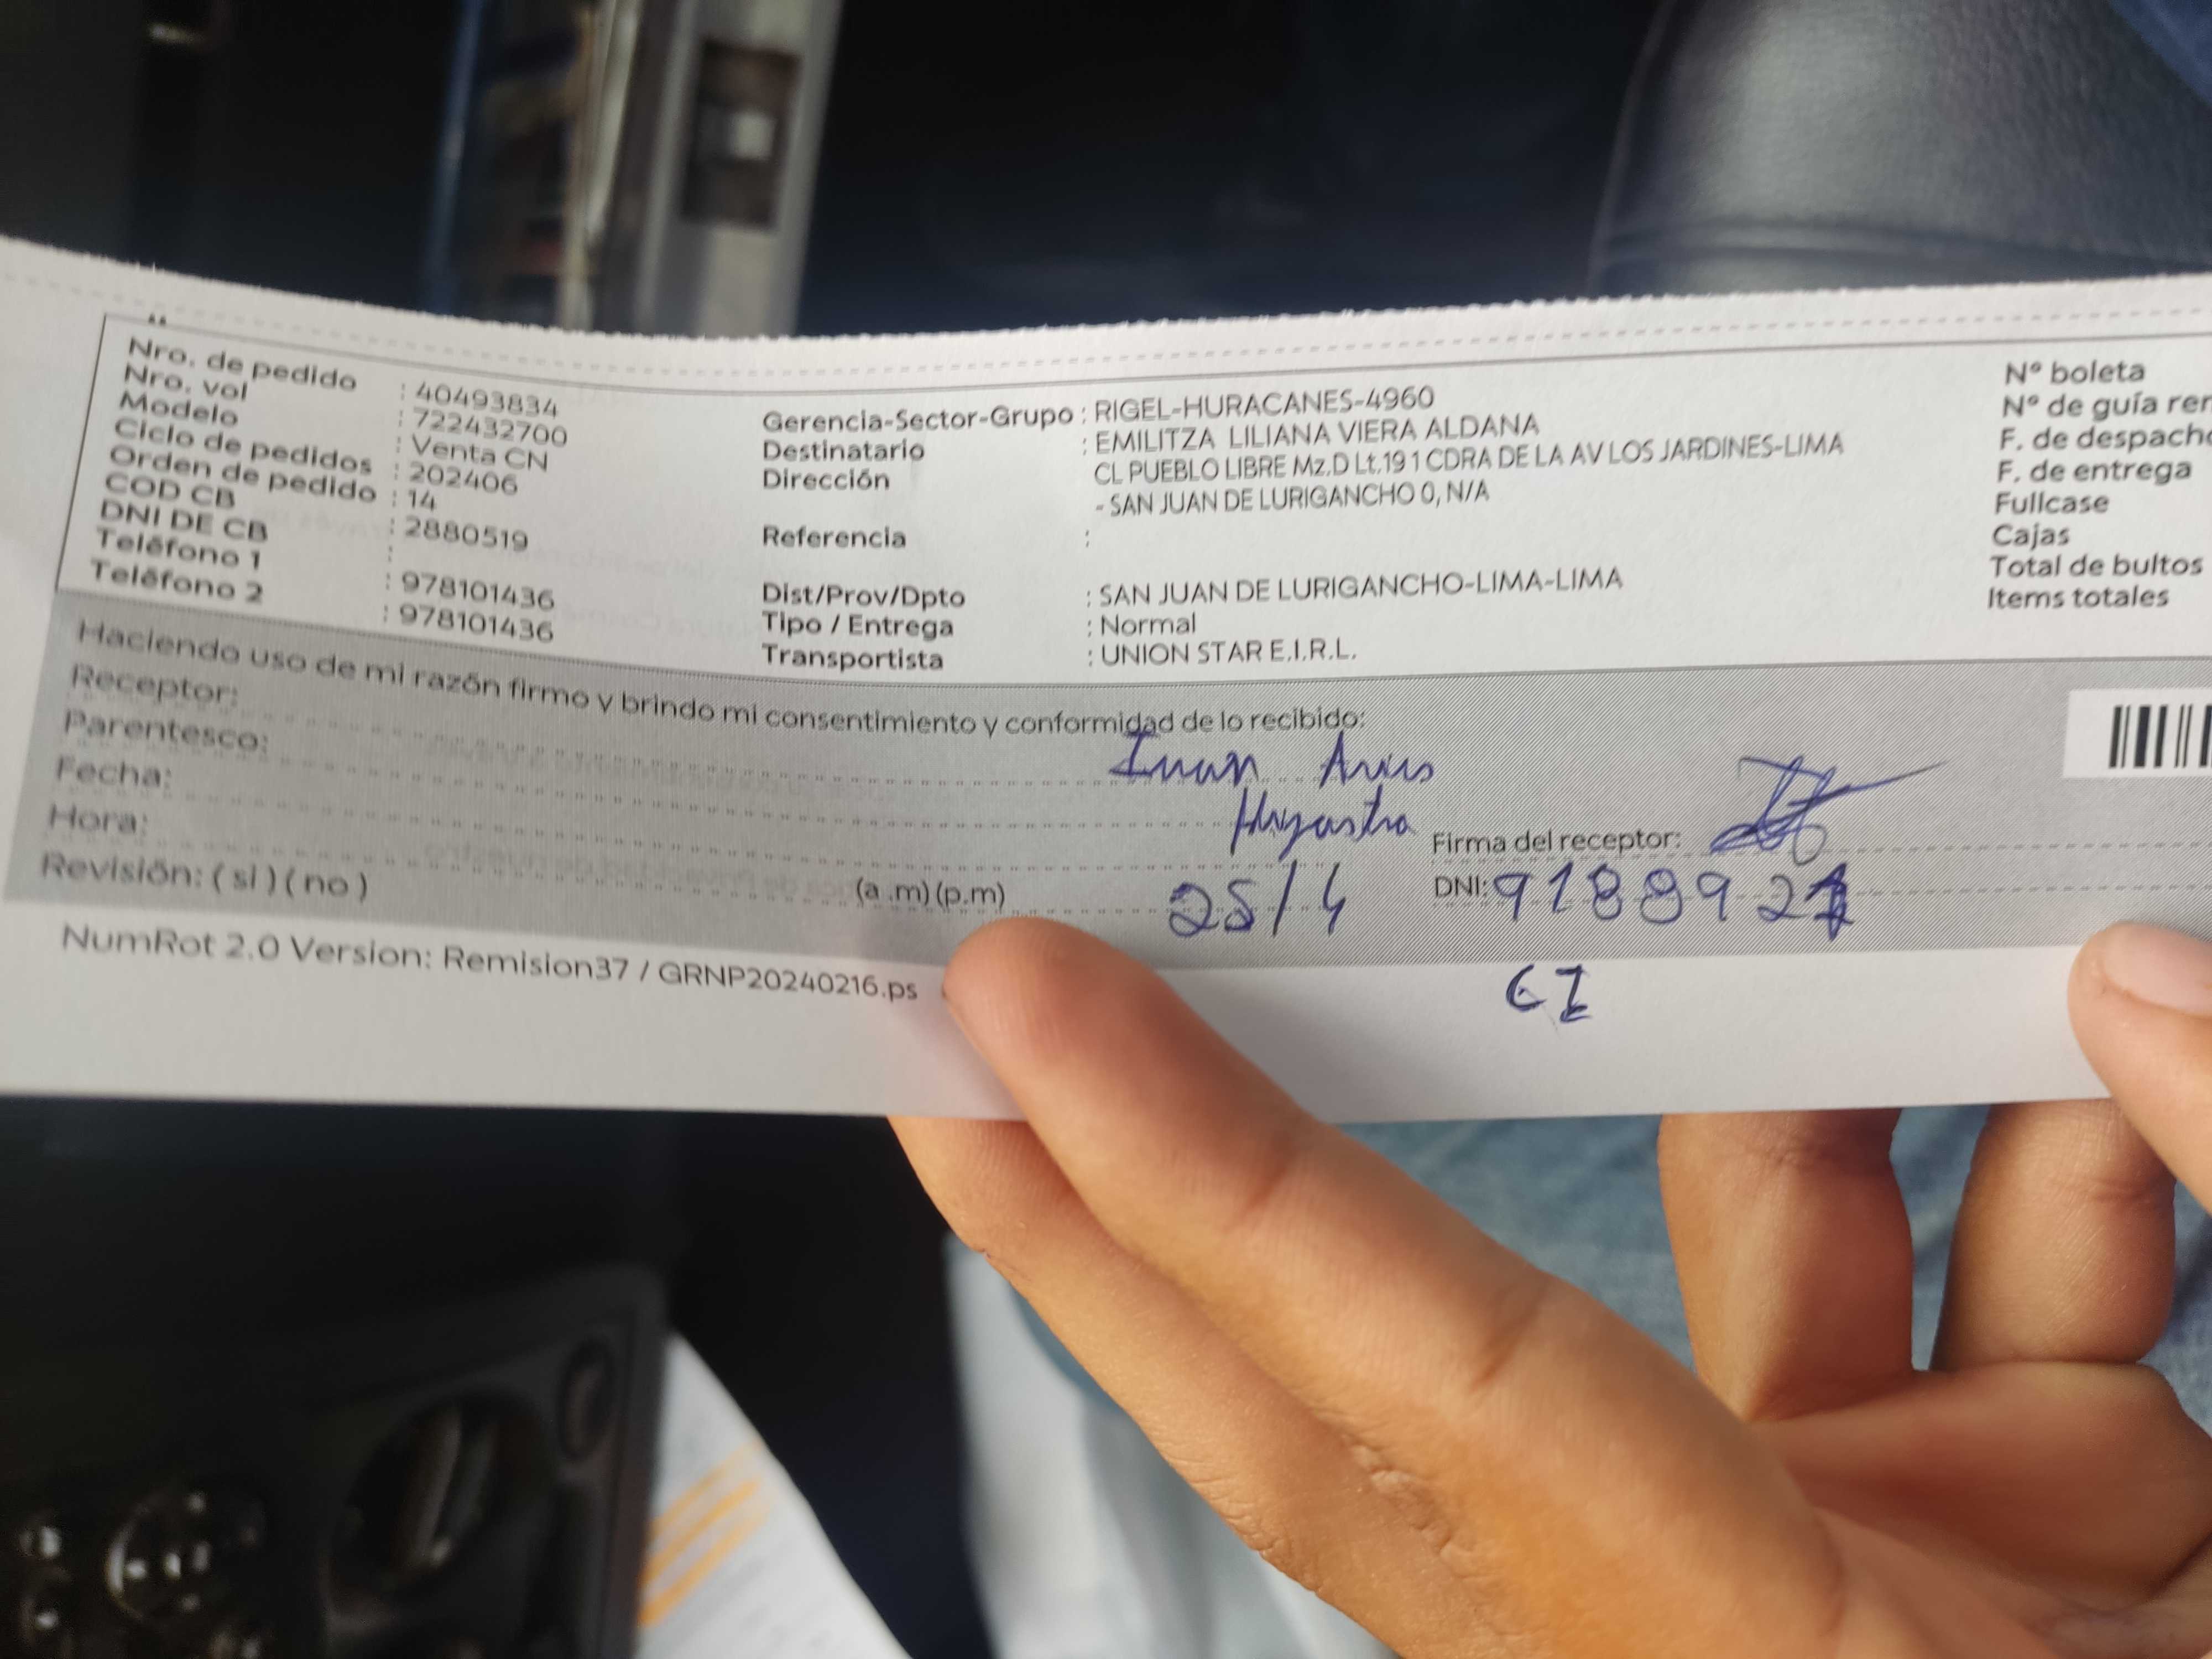 Nro. de pedido : 40493834
Nro. vol : 722432700
Modelo : Venta CN
Ciclo de pedidos : 202406
Orden de pedido : 14
COD CB : 2880519
DNI DE CB :
Teléfono 1 : 978101436
Teléfono 2 : 978101436
Gerencia-Sector-Grupo : RIGEL-HURACANES-4960
Destinatario : EMILITZA LILIANA VIERA ALDANA
Dirección CL PUEBLO LIBRE Mz.D Lt.19 1 CDRA DE LA AV LOS JARDINES-LIMA
- SAN JUAN DE LURIGANCHO 0, N/A
Referencia :
Dist/Prov/Dpto : SAN JUAN DE LURIGANCHO-LIMA-LIMA
Tipo / Entrega : Normal
Transportista : UNION STAR E.I.R.L.
N° boleta
N° de guía rer
F. de despacho
F. de entrega
Fullcase
Cajas
Total de bultos
Items totales
Haciendo uso de mi razón firmo y brindo mi consentimiento y conformidad de lo recibido:
Receptor:
Parentesco:
Fecha: 25/4
Hora: (a .m) (p.m)
Revisión: ( si ) ( no )
Firma del receptor:
DNI: 9188921
NumRot 2.0 Version: Remision37 / GRNP20240216.ps